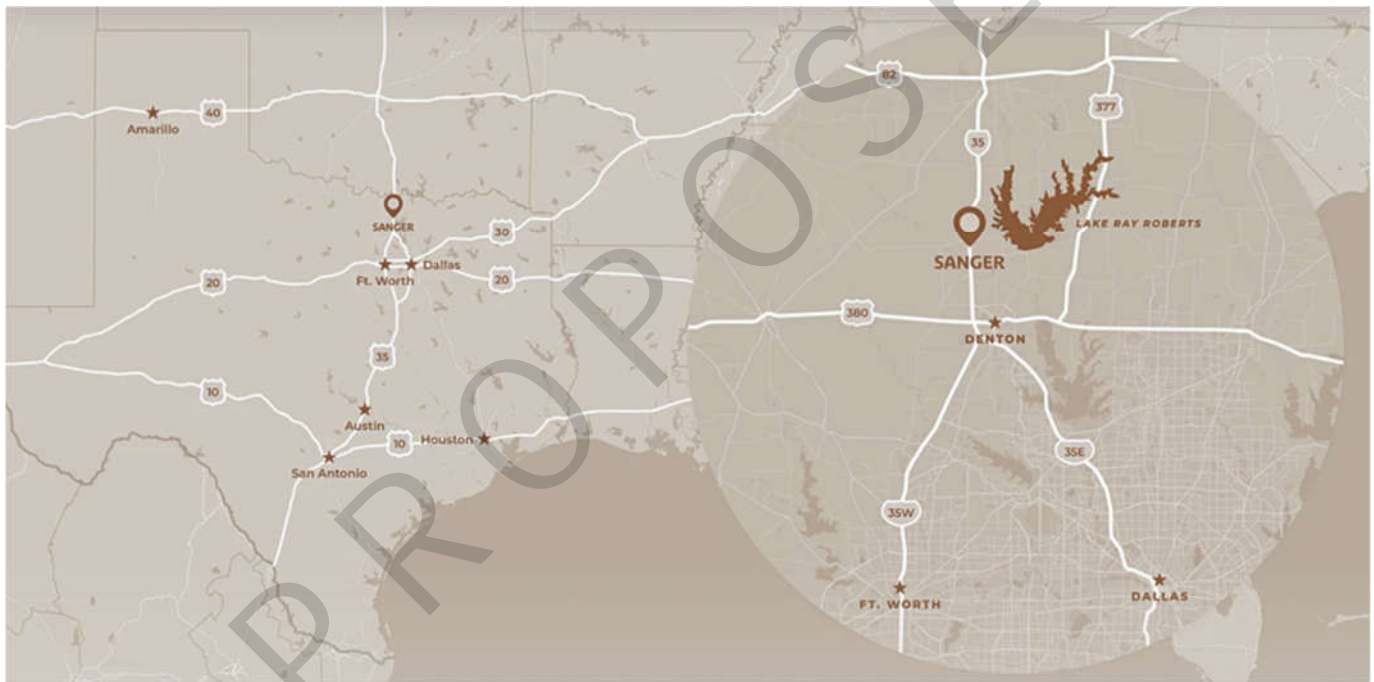 40
Amarillo
SANGER
30
Dallas
Ft. Worth
20
20
35
10
Austin
10
Houston
San Antonio
82
377
35
LAKE RAY ROBERTS
SANGER
380
DENTON
35E
35W
FT. WORTH
DALLAS
PROPOSE